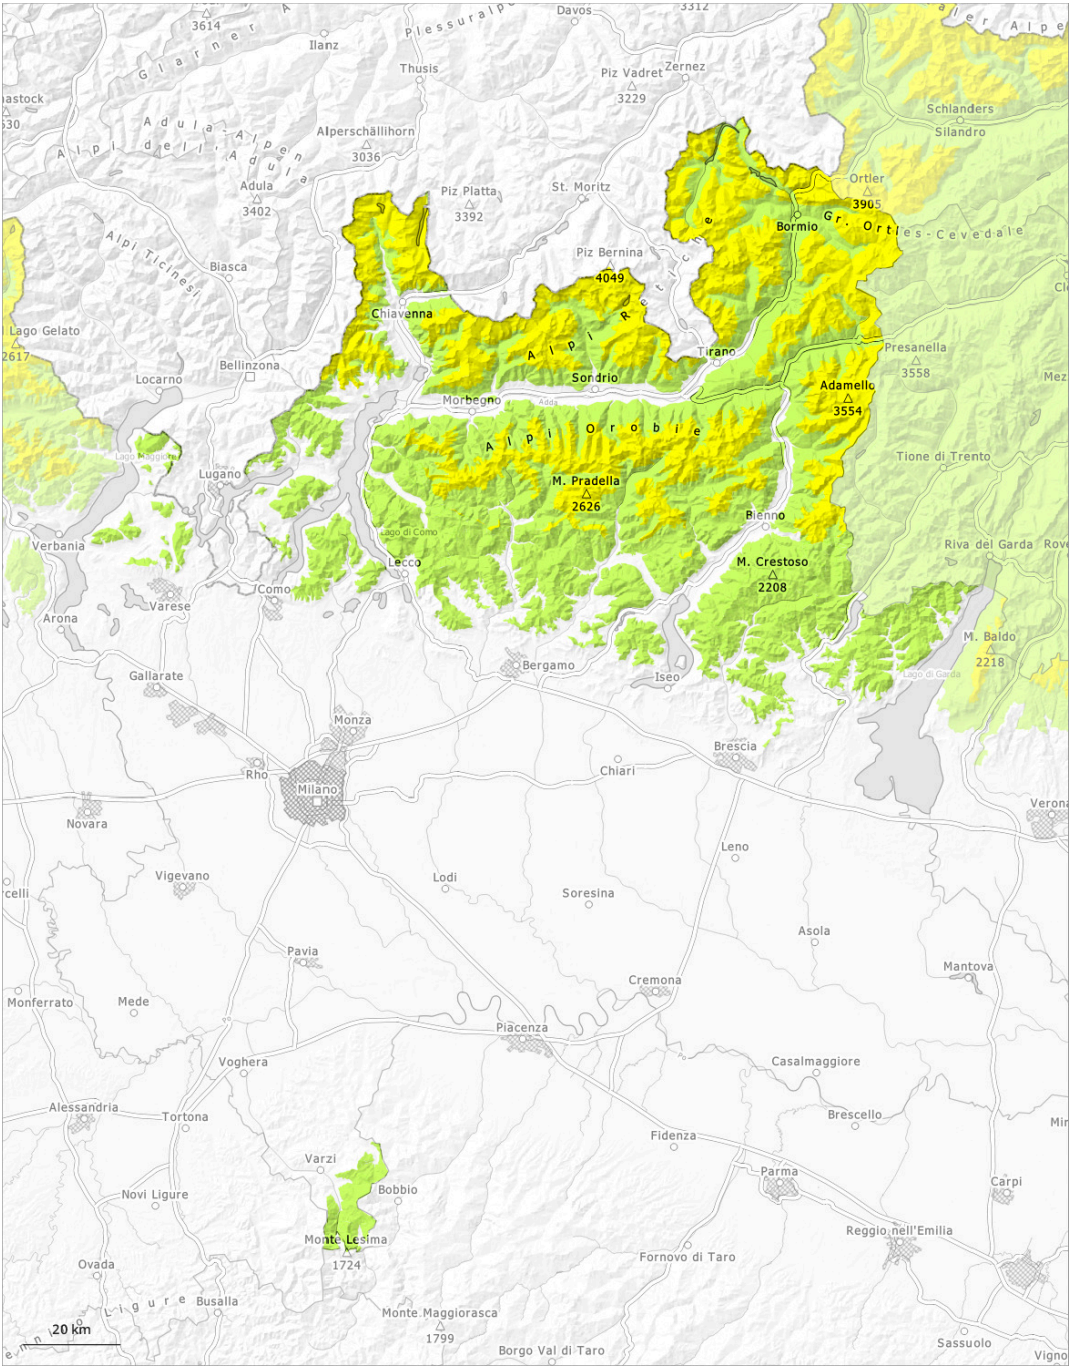 3614
Davos
3312
Plessuralpe
Glarner A
Ilanz
Thusis
Piz Vadret
3229
Zernez
Schlanders
Silandro
Adula-Alpen
Alpi dell'Adula
Alperschällihorn
3036
Adula
3402
Piz Platta
3392
St. Moritz
Ortler
3905
Bormio
Gr. Ortles-Cevedale
Alpi Ticinesi
Biasca
Piz Bernina
4049
Chiavenna
Alpi Retiche
Lago Gelato
2617
Bellinzona
Locarno
Tirano
Presanella
3558
Sondrio
Morbegno
Adda
Adamello
3554
Alpi Orobie
Lago Maggiore
Lugano
Tione di Trento
M. Pradella
2626
Bienno
Lago di Como
Verbania
Lecco
M. Crestoso
2208
Riva del Garda
Rove
Varese
Como
Arona
M. Baldo
2218
Bergamo
Iseo
Lago di Garda
Gallarate
Monza
Brescia
Rho
Chiari
Milano
Novara
Verona
Leno
Vigevano
Lodi
Soresina
rcelli
Asola
Pavia
Mantova
Cremona
Monferrato
Mede
Piacenza
Voghera
Casalmaggiore
Alessandria
Tortona
Brescello
Fidenza
Varzi
Parma
Bobbio
Carpi
Novi Ligure
Reggio nell'Emilia
Monte Lesima
1724
Fornovo di Taro
Ovada
Busalla
Ligure
20 km
Monte Maggiorasca
1799
Sassuolo
Borgo Val di Taro
Vigno